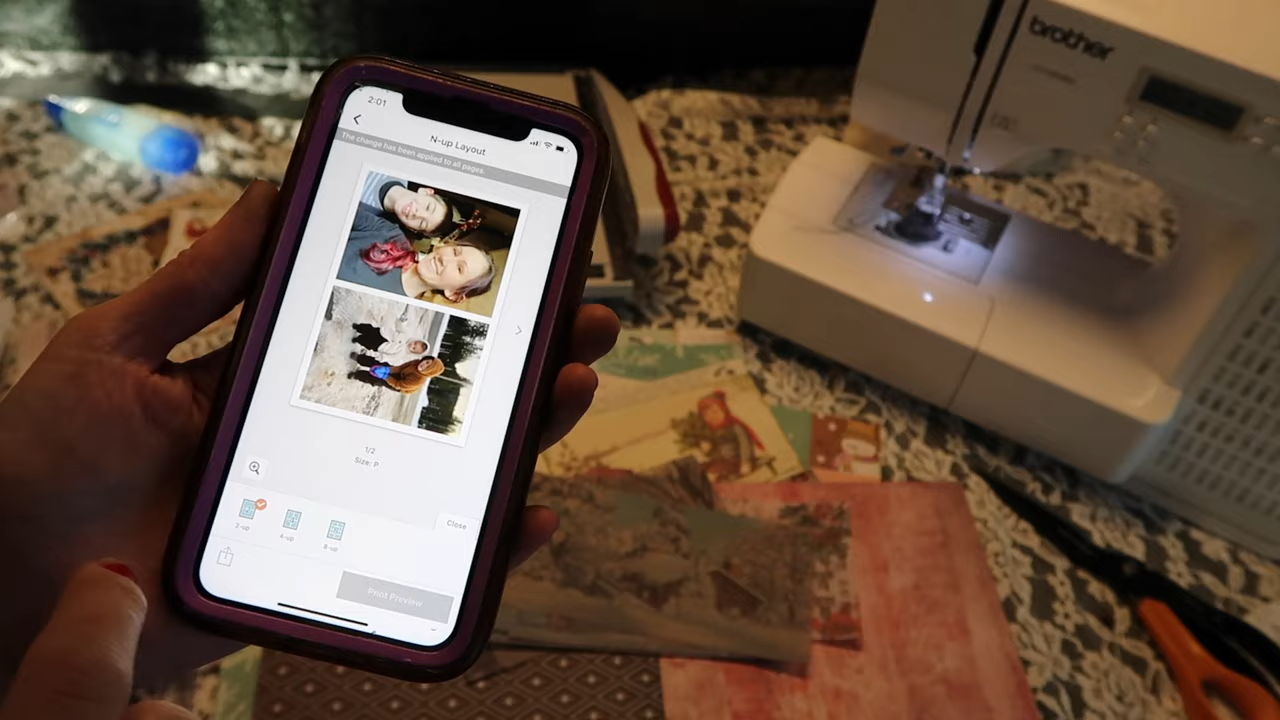 2:01
N-up Layout
The change has been applied to all pages.
1/2
Size: P
Close
2-up
4-up
8-up
Print Preview
brother